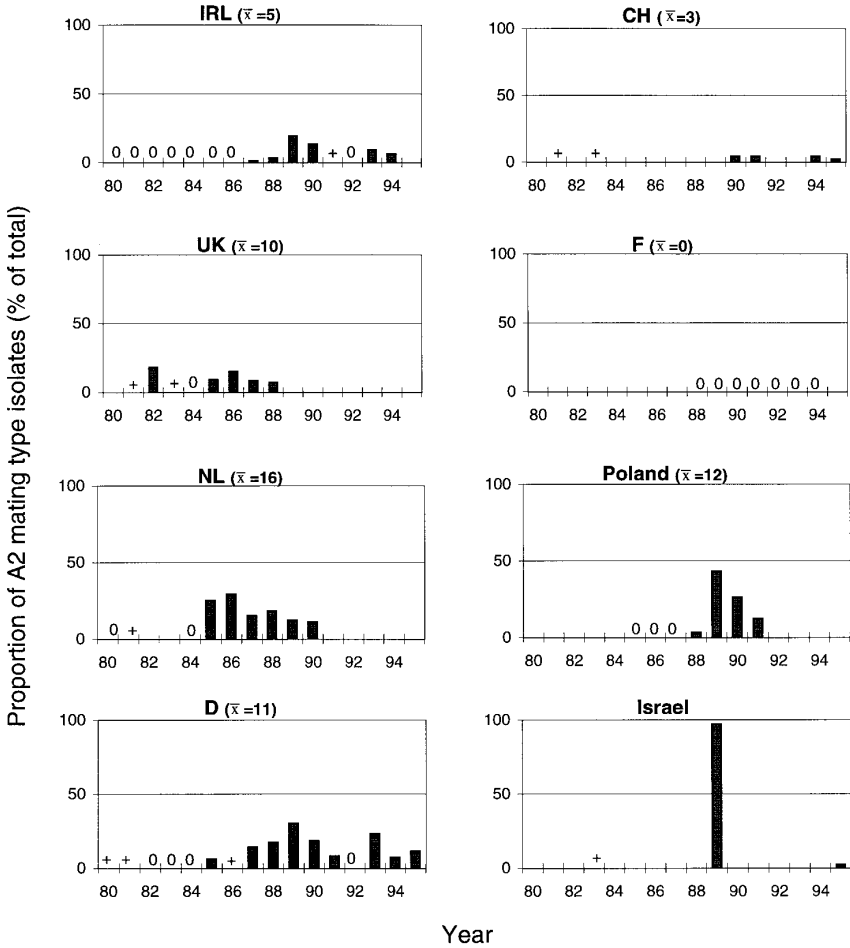 Proportion of A2 mating type isolates (% of total)
IRL (x̄ =5)
100
50
0
0 0 0 0 0 0 0 + 0
80 82 84 86 88 90 92 94
CH (x̄=3)
100
50
0
+ +
80 82 84 86 88 90 92 94
UK (x̄ =10)
100
50
0
+ + 0
80 82 84 86 88 90 92 94
F (x̄ =0)
100
50
0
0 0 0 0 0 0 0
80 82 84 86 88 90 92 94
NL (x̄ =16)
100
50
0
0 + 0
80 82 84 86 88 90 92 94
Poland (x̄ =12)
100
50
0
0 0 0
80 82 84 86 88 90 92 94
D (x̄ =11)
100
50
0
+ + 0 0 0 + 0
80 82 84 86 88 90 92 94
Israel
100
50
0
+
80 82 84 86 88 90 92 94
Year